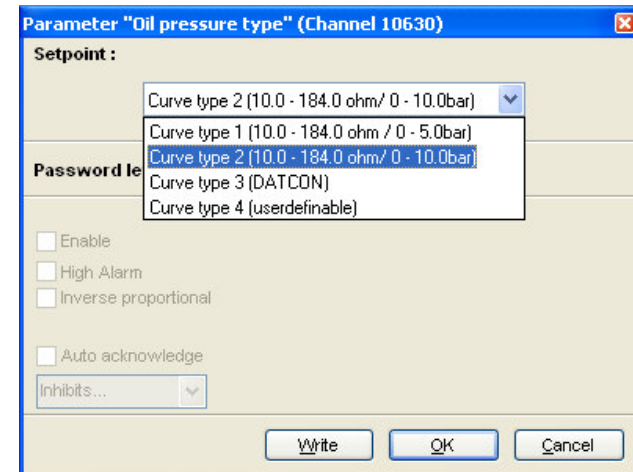 Parameter "Oil pressure type" (Channel 10630)
Setpoint :
Curve type 2 (10.0 - 184.0 ohm/ 0 - 10.0bar)
Curve type 1 (10.0 - 184.0 ohm / 0 - 5.0bar)
Curve type 2 (10.0 - 184.0 ohm/ 0 - 10.0bar)
Curve type 3 (DATCON)
Curve type 4 (userdefinable)
Password le
Enable
High Alarm
Inverse proportional
Auto acknowledge
Inhibits...
Write OK Cancel